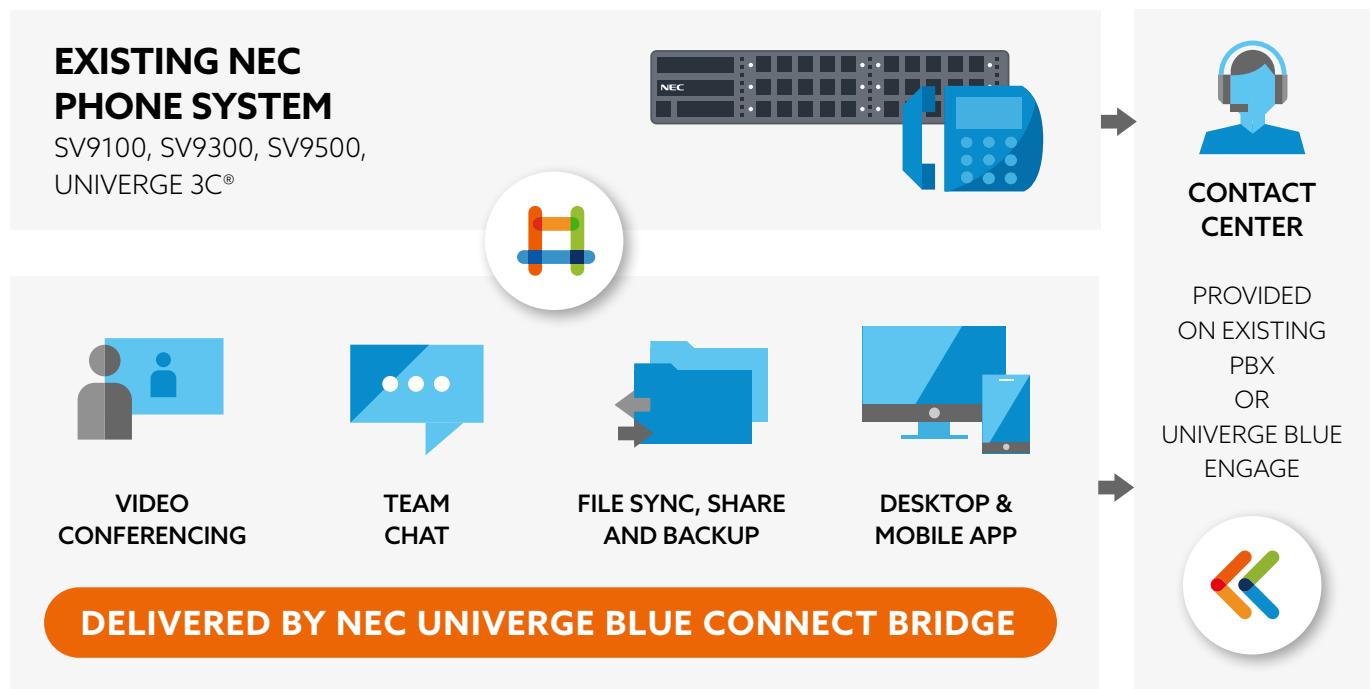 EXISTING NEC
PHONE SYSTEM
SV9100, SV9300, SV9500,
UNIVERGE 3C®
NEC
CONTACT
CENTER
PROVIDED
ON EXISTING
PBX
OR
UNIVERGE BLUE
ENGAGE
VIDEO
CONFERENCING
TEAM
CHAT
FILE SYNC, SHARE
AND BACKUP
DESKTOP &
MOBILE APP
DELIVERED BY NEC UNIVERGE BLUE CONNECT BRIDGE